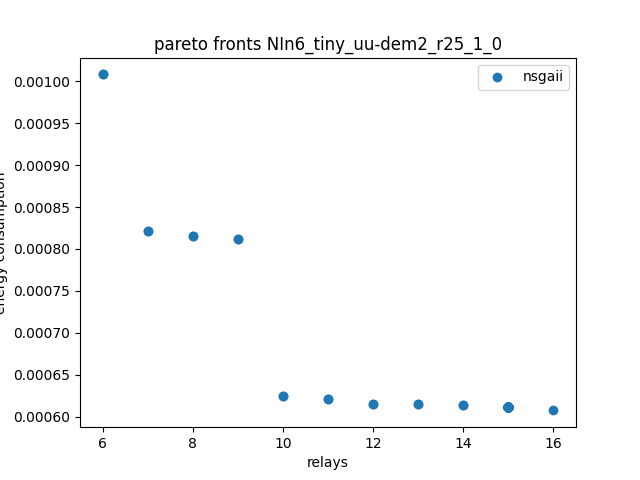 pareto fronts NIn6_tiny_uu-dem2_r25_1_0
nsgaii
0.00100
0.00095
0.00090
0.00085
0.00080
0.00075
0.00070
0.00065
0.00060
energy consumption
6 8 10 12 14 16
relays